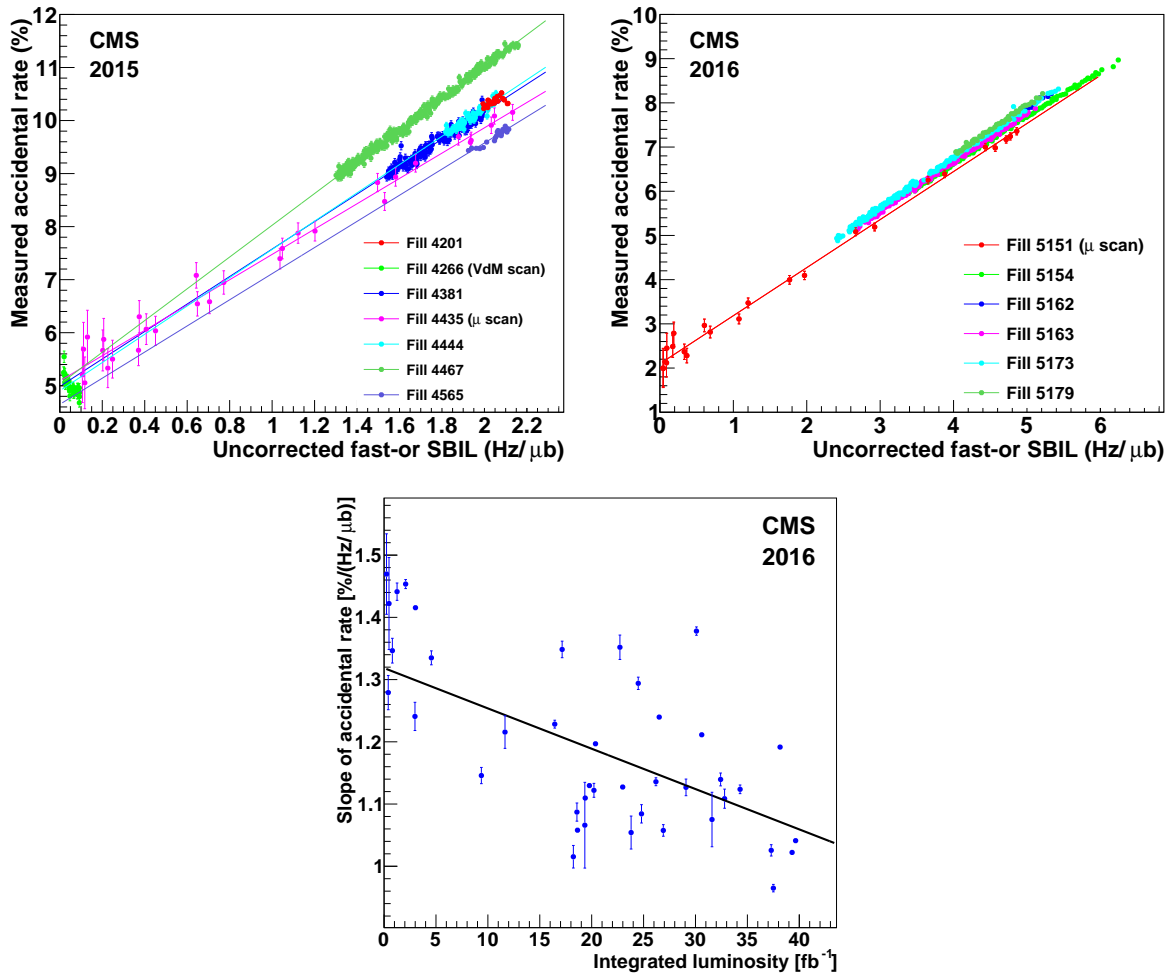 CMS
2015
Measured accidental rate (%)
12
11
10
9
8
7
6
5
Fill 4201
Fill 4266 (VdM scan)
Fill 4381
Fill 4435 (μ scan)
Fill 4444
Fill 4467
Fill 4565
0 0.2 0.4 0.6 0.8 1 1.2 1.4 1.6 1.8 2 2.2
Uncorrected fast-or SBIL (Hz/μb)
CMS
2016
Measured accidental rate (%)
10
9
8
7
6
5
4
3
2
1
Fill 5151 (μ scan)
Fill 5154
Fill 5162
Fill 5163
Fill 5173
Fill 5179
0 1 2 3 4 5 6
Uncorrected fast-or SBIL (Hz/μb)
CMS
2016
Slope of accidental rate [%/(Hz/μb)]
1.5
1.4
1.3
1.2
1.1
1
0 5 10 15 20 25 30 35 40
Integrated luminosity [fb⁻¹]